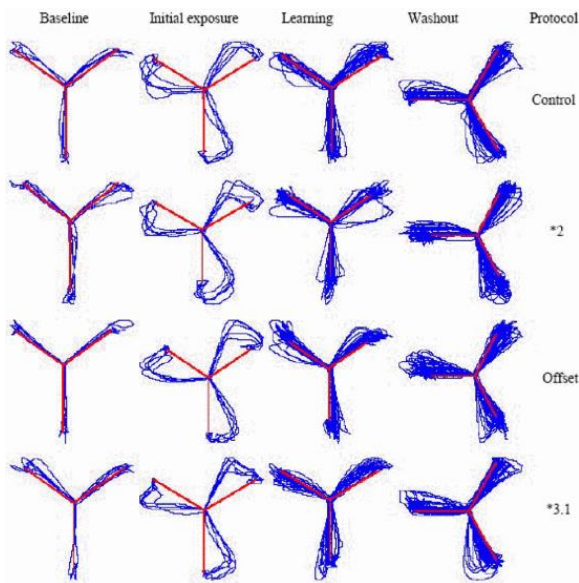 Baseline Initial exposure Learning Washout Protocol
Control
*2
Offset
*3.1